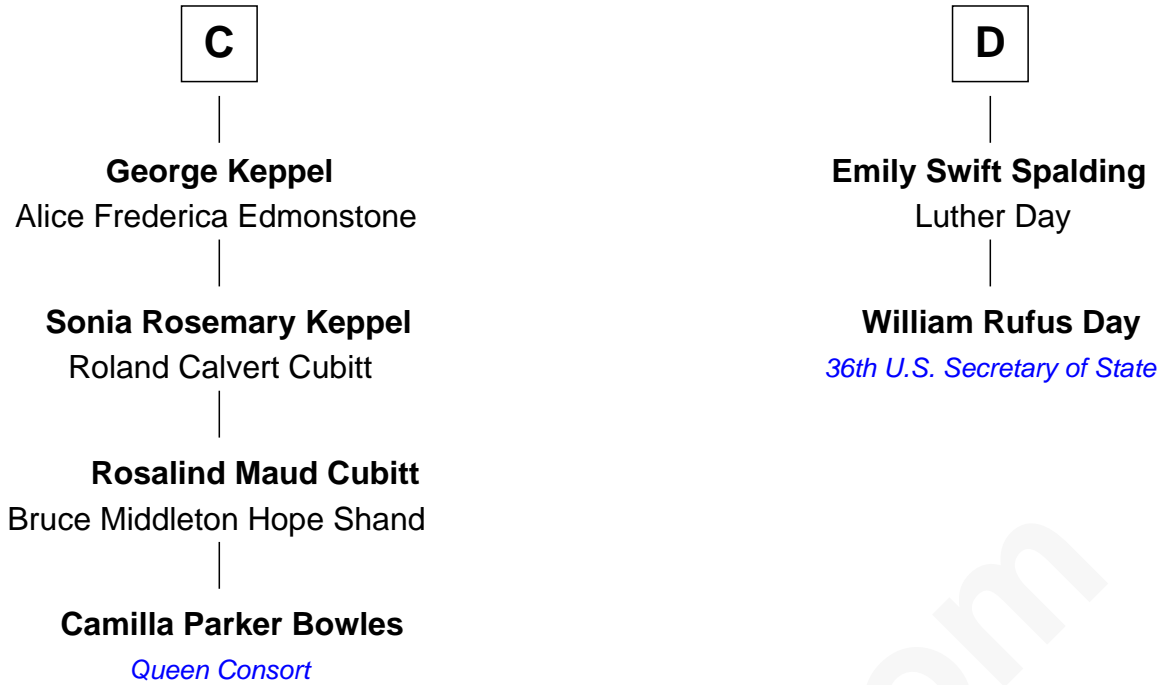 C
George Keppel
Alice Frederica Edmonstone
Sonia Rosemary Keppel
Roland Calvert Cubitt
Rosalind Maud Cubitt
Bruce Middleton Hope Shand
Camilla Parker Bowles
Queen Consort
D
Emily Swift Spalding
Luther Day
William Rufus Day
36th U.S. Secretary of State
om